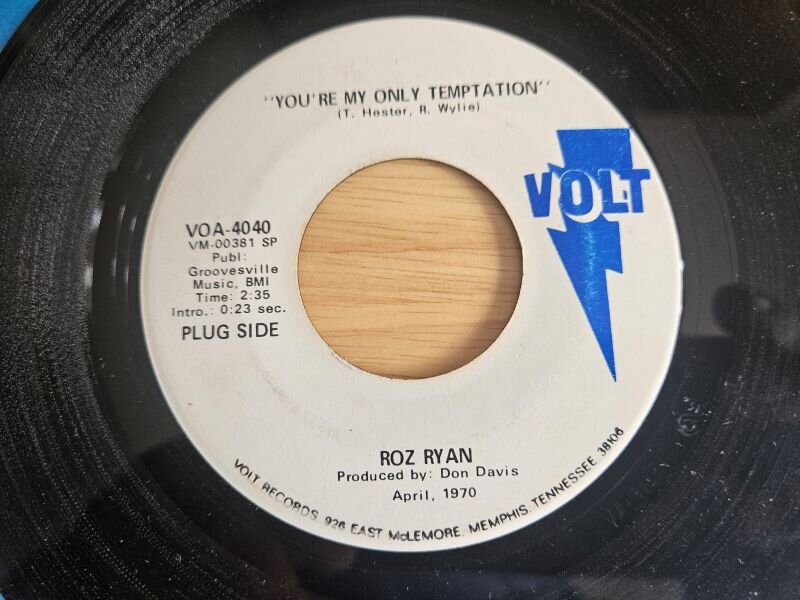 "YOU'RE MY ONLY TEMPTATION"
(T. Hester, R. Wylie)
VOLT
VOA-4040
VM-00381 SP
Publ:
Groovesville
Music, BMI
Time: 2:35
Intro.: 0:23 sec.
PLUG SIDE
ROZ RYAN
Produced by: Don Davis
April, 1970
VOLT RECORDS, 926 EAST McLEMORE, MEMPHIS, TENNESSEE 38106